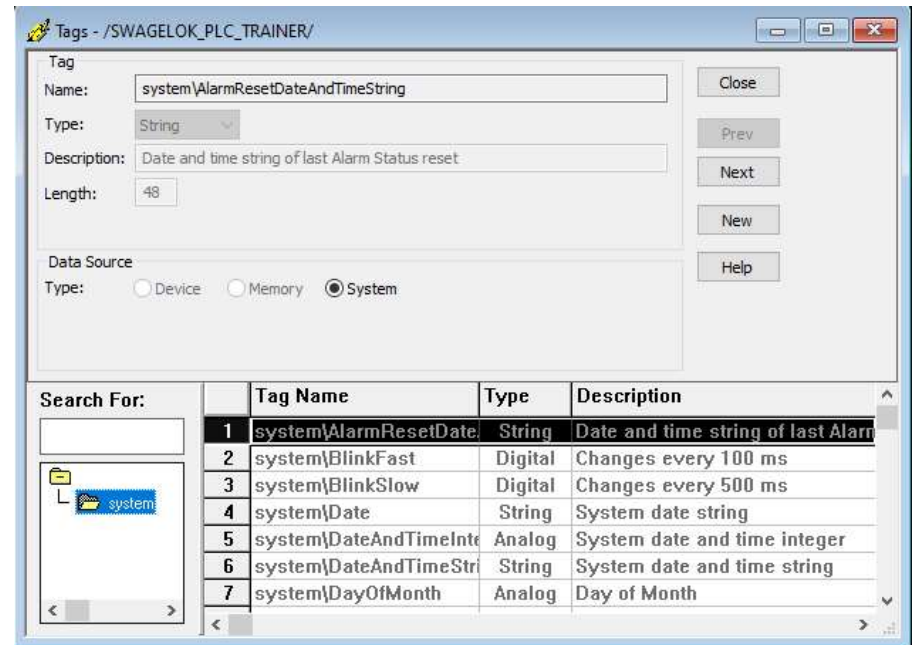 Tags - /SWAGELOK_PLC_TRAINER/
Tag
Name: system\AlarmResetDateAndTimeString
Type: String
Description: Date and time string of last Alarm Status reset
Length: 48
Close
Prev
Next
New
Help
Data Source
Type: Device Memory System
Search For:
system
Tag Name Type Description
1 system\AlarmResetDate String Date and time string of last Alarm
2 system\BlinkFast Digital Changes every 100 ms
3 system\BlinkSlow Digital Changes every 500 ms
4 system\Date String System date string
5 system\DateAndTimeInte Analog System date and time integer
6 system\DateAndTimeStri String System date and time string
7 system\DayOfMonth Analog Day of Month